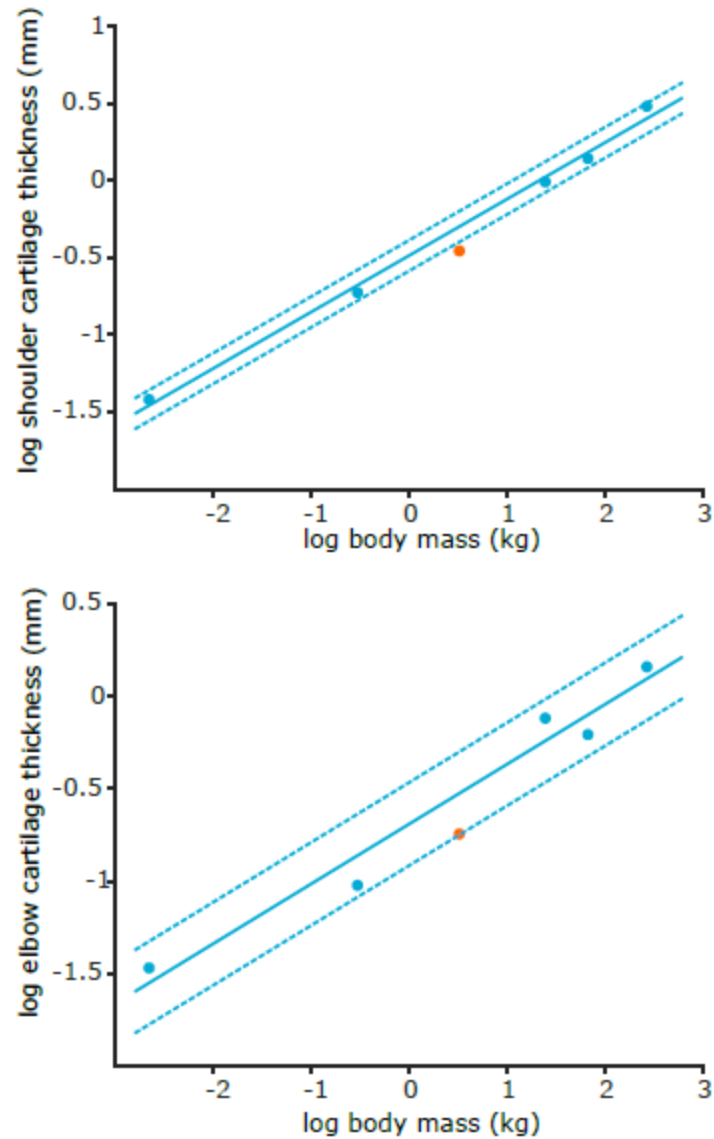 log shoulder cartilage thickness (mm)
1
0.5
0
-0.5
-1
-1.5
-2 -1 0 1 2 3
log body mass (kg)
log elbow cartilage thickness (mm)
0.5
0
-0.5
-1
-1.5
-2 -1 0 1 2 3
log body mass (kg)